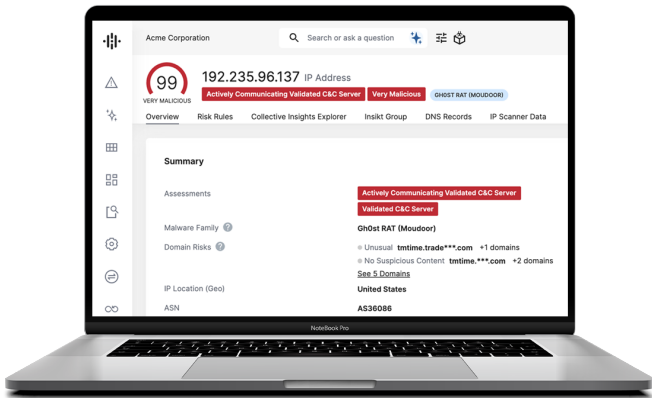 Acme Corporation
Search or ask a question
99
VERY MALICIOUS
192.235.96.137 IP Address
Actively Communicating Validated C&C Server Very Malicious GH0ST RAT (MOUDOOR)
Overview Risk Rules Collective Insights Explorer Insikt Group DNS Records IP Scanner Data
Summary
Assessments Actively Communicating Validated C&C Server
Validated C&C Server
Malware Family ? Gh0st RAT (Moudoor)
Domain Risks ? Unusual tmtime.trade***.com +1 domains
No Suspicious Content tmtime.***.com +2 domains
See 5 Domains
IP Location (Geo) United States
ASN AS36086
NoteBook Pro